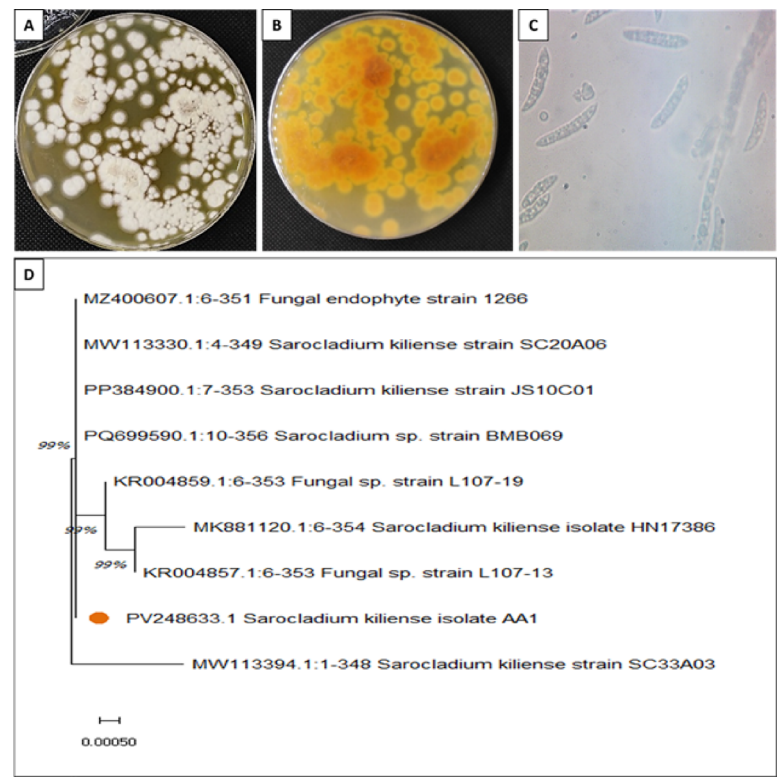 A
B
C
D
MZ400607.1:6-351 Fungal endophyte strain 1266
MW113330.1:4-349 Sarocladium kiliense strain SC20A06
PP384900.1:7-353 Sarocladium kiliense strain JS10C01
PQ699590.1:10-356 Sarocladium sp. strain BMB069
99%
KR004859.1:6-353 Fungal sp. strain L107-19
99%
MK881120.1:6-354 Sarocladium kiliense isolate HN17386
99%
KR004857.1:6-353 Fungal sp. strain L107-13
PV248633.1 Sarocladium kiliense isolate AA1
MW113394.1:1-348 Sarocladium kiliense strain SC33A03
0.00050